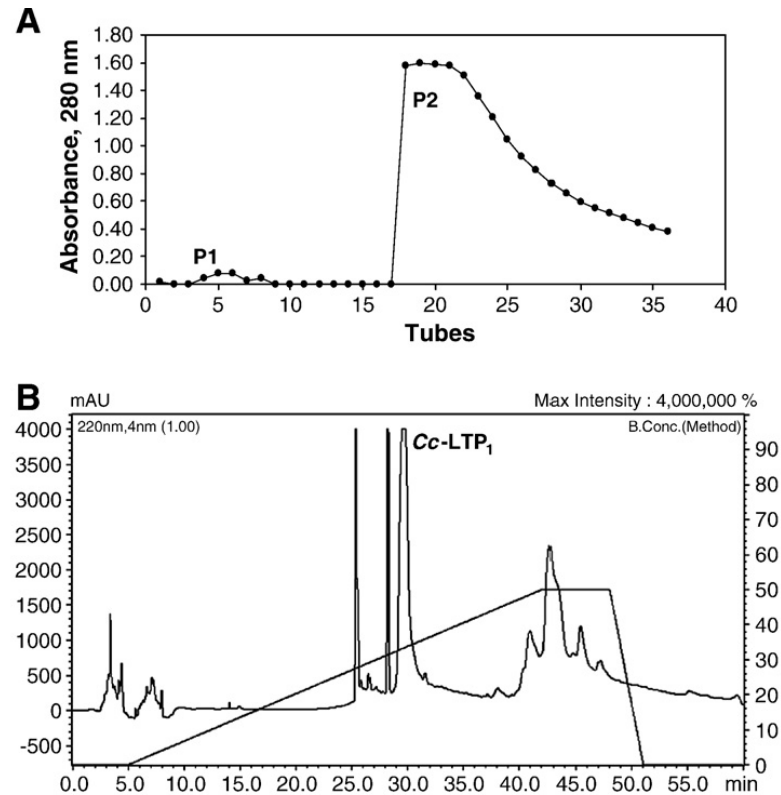 A
Absorbance, 280 nm
1.80
1.60
1.40
1.20
1.00
0.80
0.60
0.40
0.20
0.00
P1
P2
0 5 10 15 20 25 30 35 40
Tubes
B
mAU Max Intensity : 4,000,000 %
220nm,4nm (1.00) B.Conc.(Method)
Cc-LTP1
4000
3500
3000
2500
2000
1500
1000
500
0
-500
90
80
70
60
50
40
30
20
10
0
0.0 5.0 10.0 15.0 20.0 25.0 30.0 35.0 40.0 45.0 50.0 55.0 min